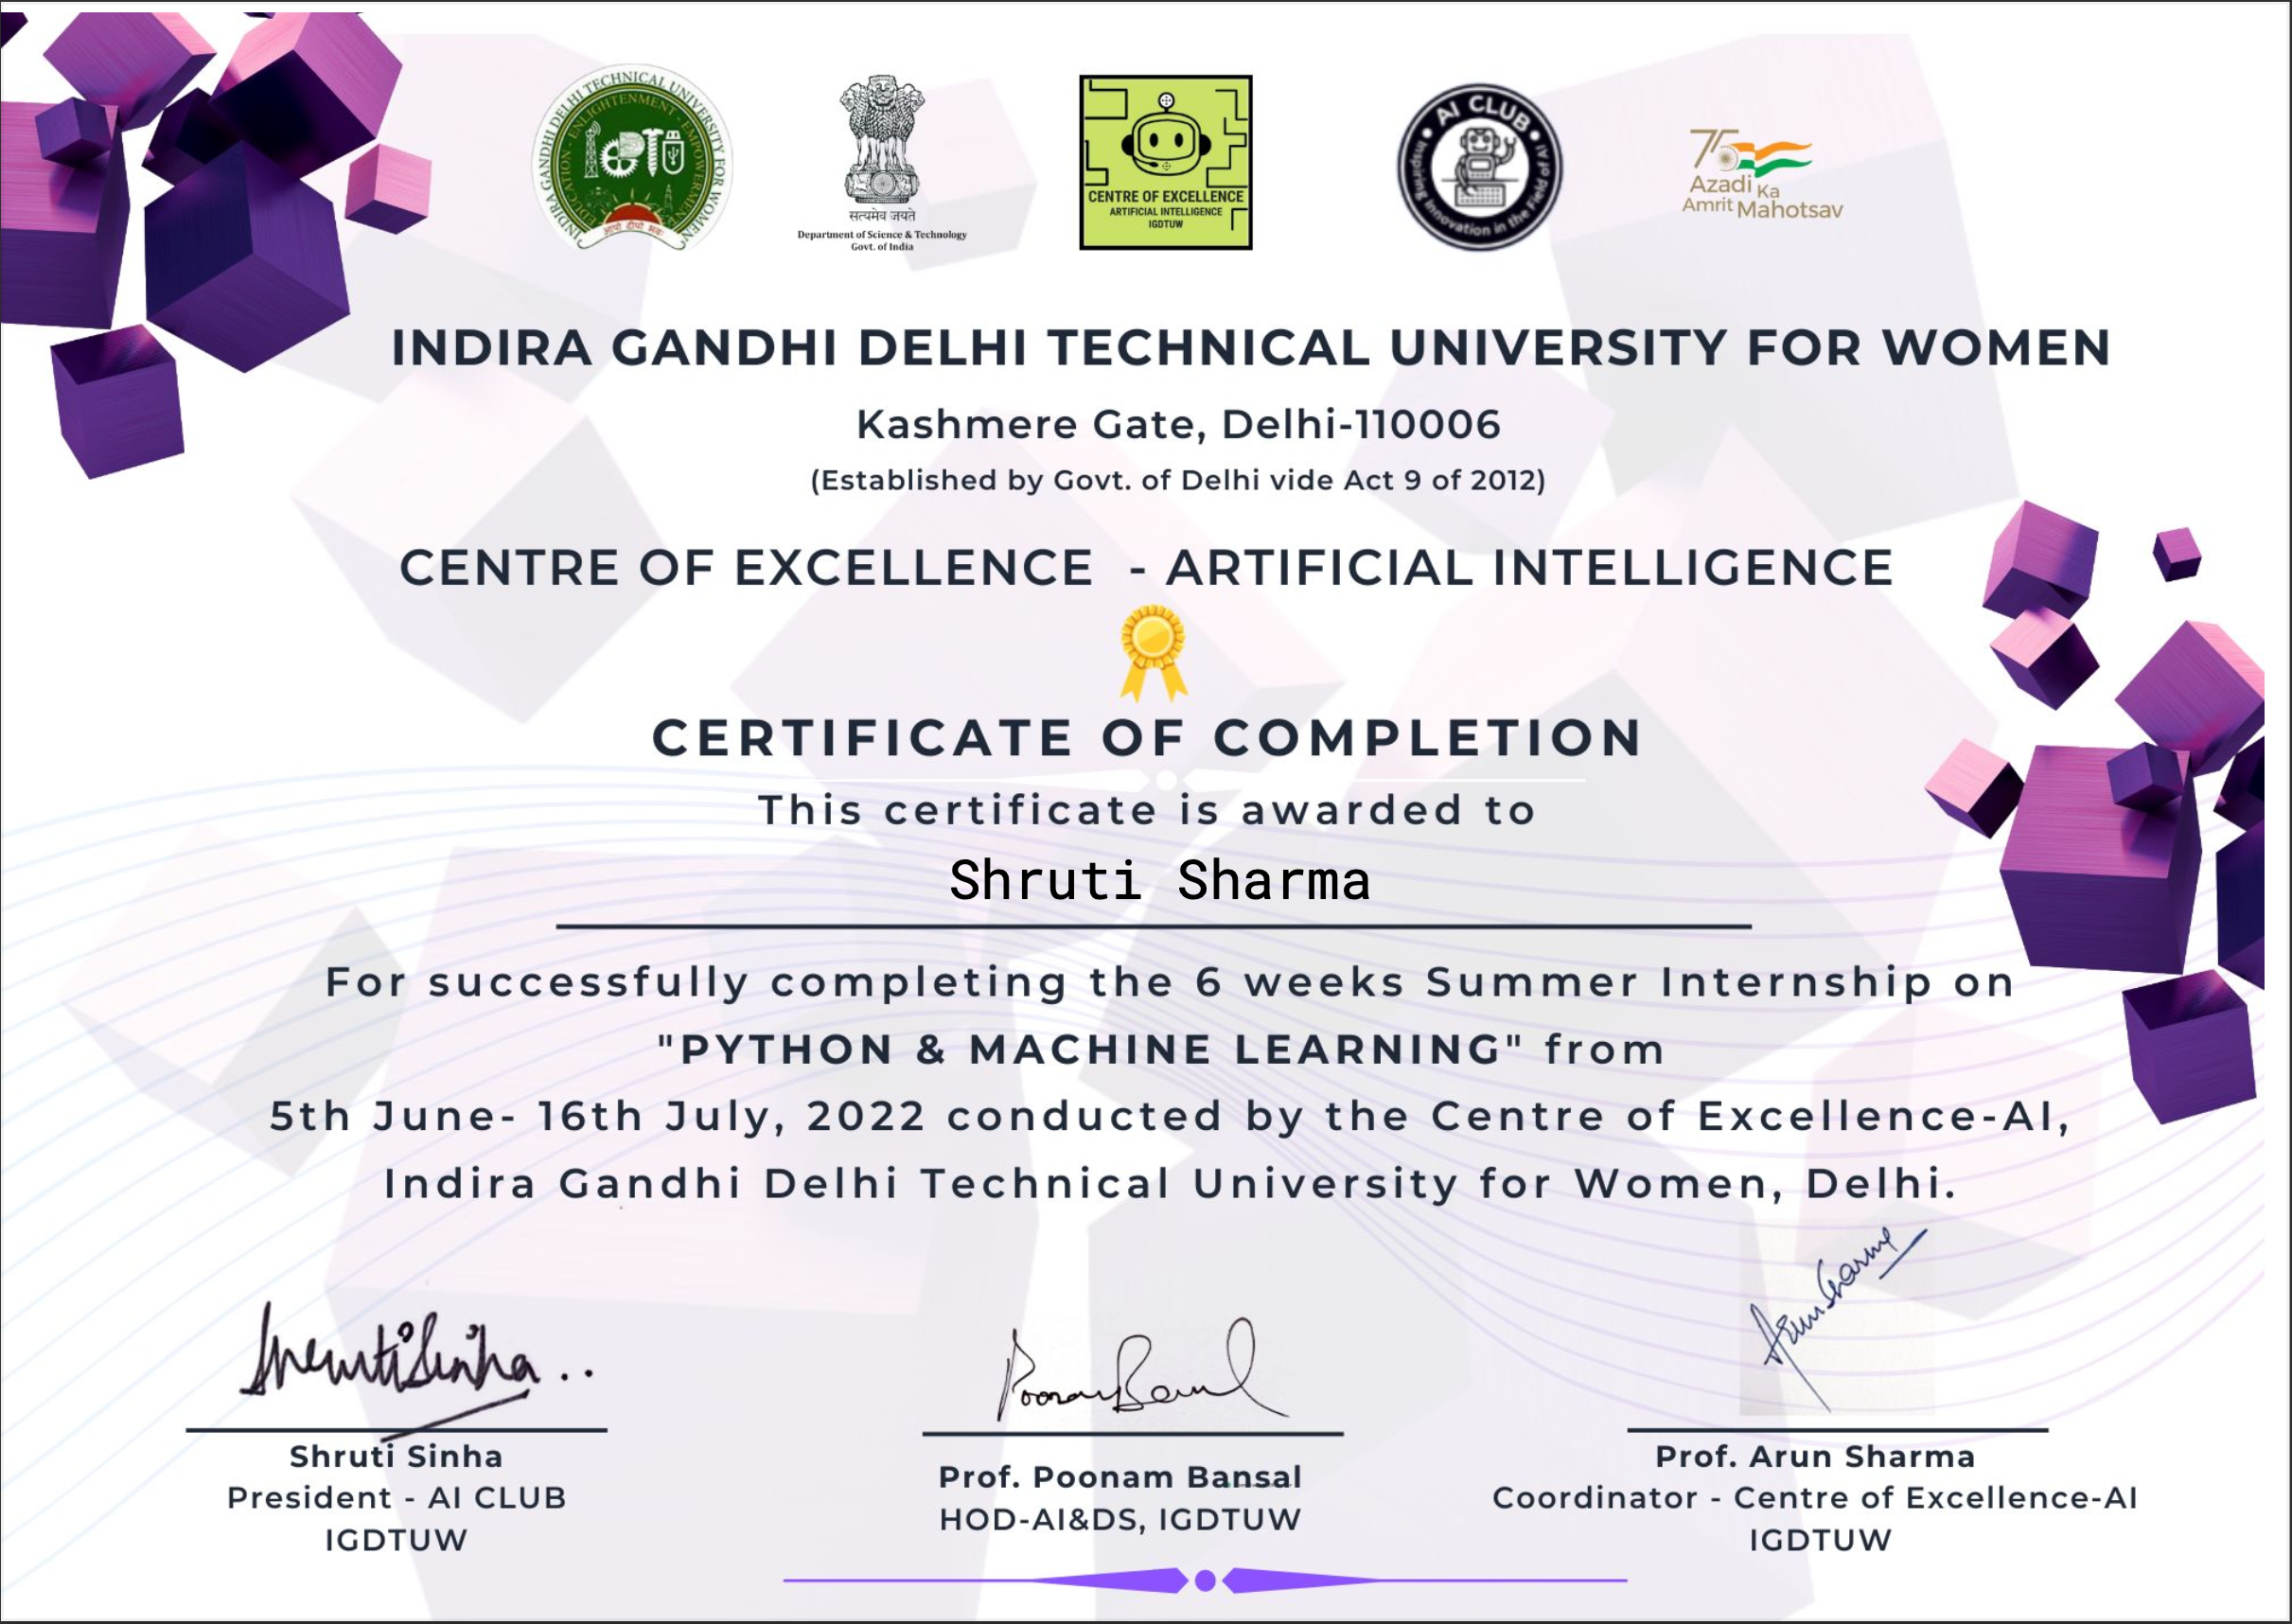 INDIRA GANDHI DELHI TECHNICAL UNIVERSITY FOR WOMEN
EDUCATION - ENLIGHTENMENT - EMPOWERMENT
सत्यमेव जयते
Department of Science & Technology
Govt. of India
CENTRE OF EXCELLENCE
ARTIFICIAL INTELLIGENCE
IGDTUW
AI CLUB
Inspiring Innovation in the Field of AI
75
Azadi Ka
Amrit Mahotsav
INDIRA GANDHI DELHI TECHNICAL UNIVERSITY FOR WOMEN
Kashmere Gate, Delhi-110006
(Established by Govt. of Delhi vide Act 9 of 2012)
CENTRE OF EXCELLENCE - ARTIFICIAL INTELLIGENCE
CERTIFICATE OF COMPLETION
This certificate is awarded to
Shruti Sharma
For successfully completing the 6 weeks Summer Internship on
"PYTHON & MACHINE LEARNING" from
5th June- 16th July, 2022 conducted by the Centre of Excellence-AI,
Indira Gandhi Delhi Technical University for Women, Delhi.
Shruti Sinha
Poonam Bansal
Arun Sharma
Shruti Sinha
President - AI CLUB
IGDTUW
Prof. Poonam Bansal
HOD-AI&DS, IGDTUW
Prof. Arun Sharma
Coordinator - Centre of Excellence-AI
IGDTUW